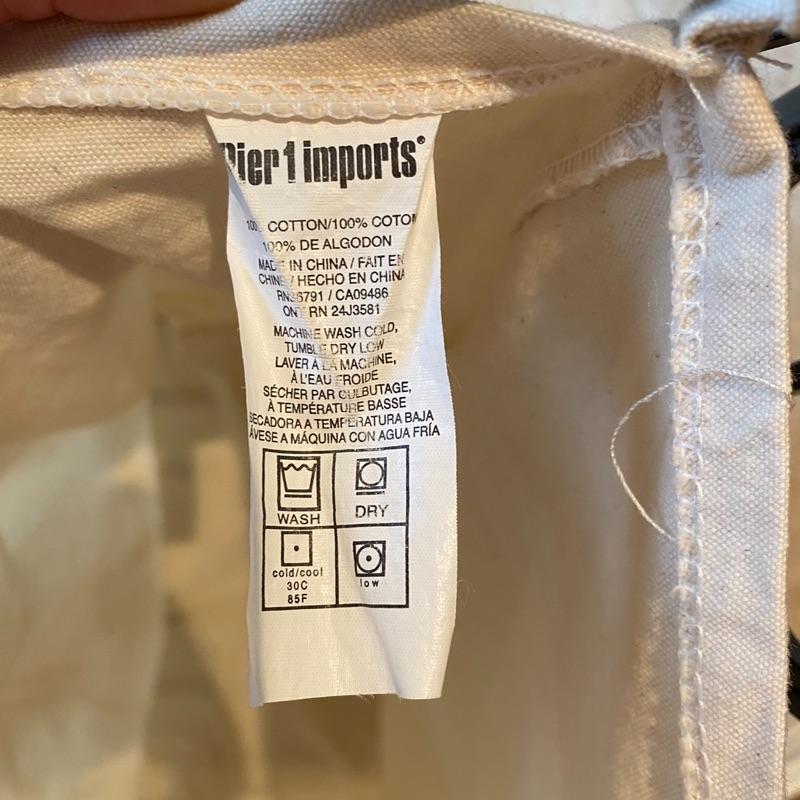 Pier 1 imports®
100% COTTON/100% COTON
100% DE ALGODON
MADE IN CHINA / FAIT EN
CHINE / HECHO EN CHINA
/ CA09486
ONT RN 24J3581
MACHINE WASH COLD,
TUMBLE DRY LOW
LAVER À LA MACHINE,
À L'EAU FROIDE
SÉCHER PAR CULBUTAGE,
À TEMPÉRATURE BASSE
SECADORA A TEMPERATURA BAJA
LÁVESE A MÁQUINA CON AGUA FRÍA
WASH DRY
cold/cool
30C
85F
low